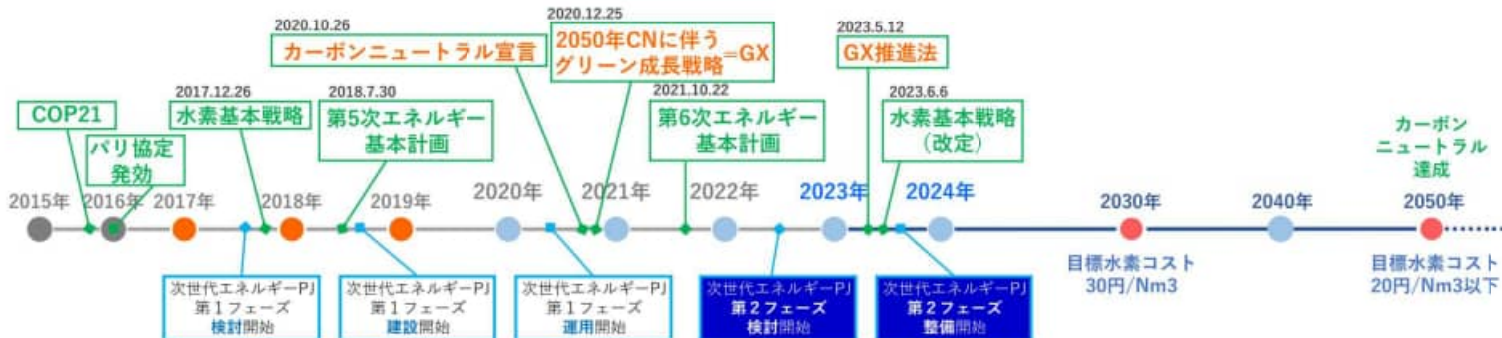 2020.10.26
カーボンニュートラル宣言
2020.12.25
2050年CNに伴う
グリーン成長戦略=GX
2023.5.12
GX推進法
COP21
パリ協定
発効
2017.12.26
水素基本戦略
2018.7.30
第5次エネルギー
基本計画
2021.10.22
第6次エネルギー
基本計画
2023.6.6
水素基本戦略
(改定)
カーボン
ニュートラル
達成
2015年
2016年
2017年
2018年
2019年
2020年
2021年
2022年
2023年
2024年
2030年
2040年
2050年
次世代エネルギーPJ
第1フェーズ
検討開始
次世代エネルギーPJ
第1フェーズ
建設開始
次世代エネルギーPJ
第1フェーズ
運用開始
次世代エネルギーPJ
第2フェーズ
検討開始
次世代エネルギーPJ
第2フェーズ
整備開始
目標水素コスト
30円/Nm3
目標水素コスト
20円/Nm3以下